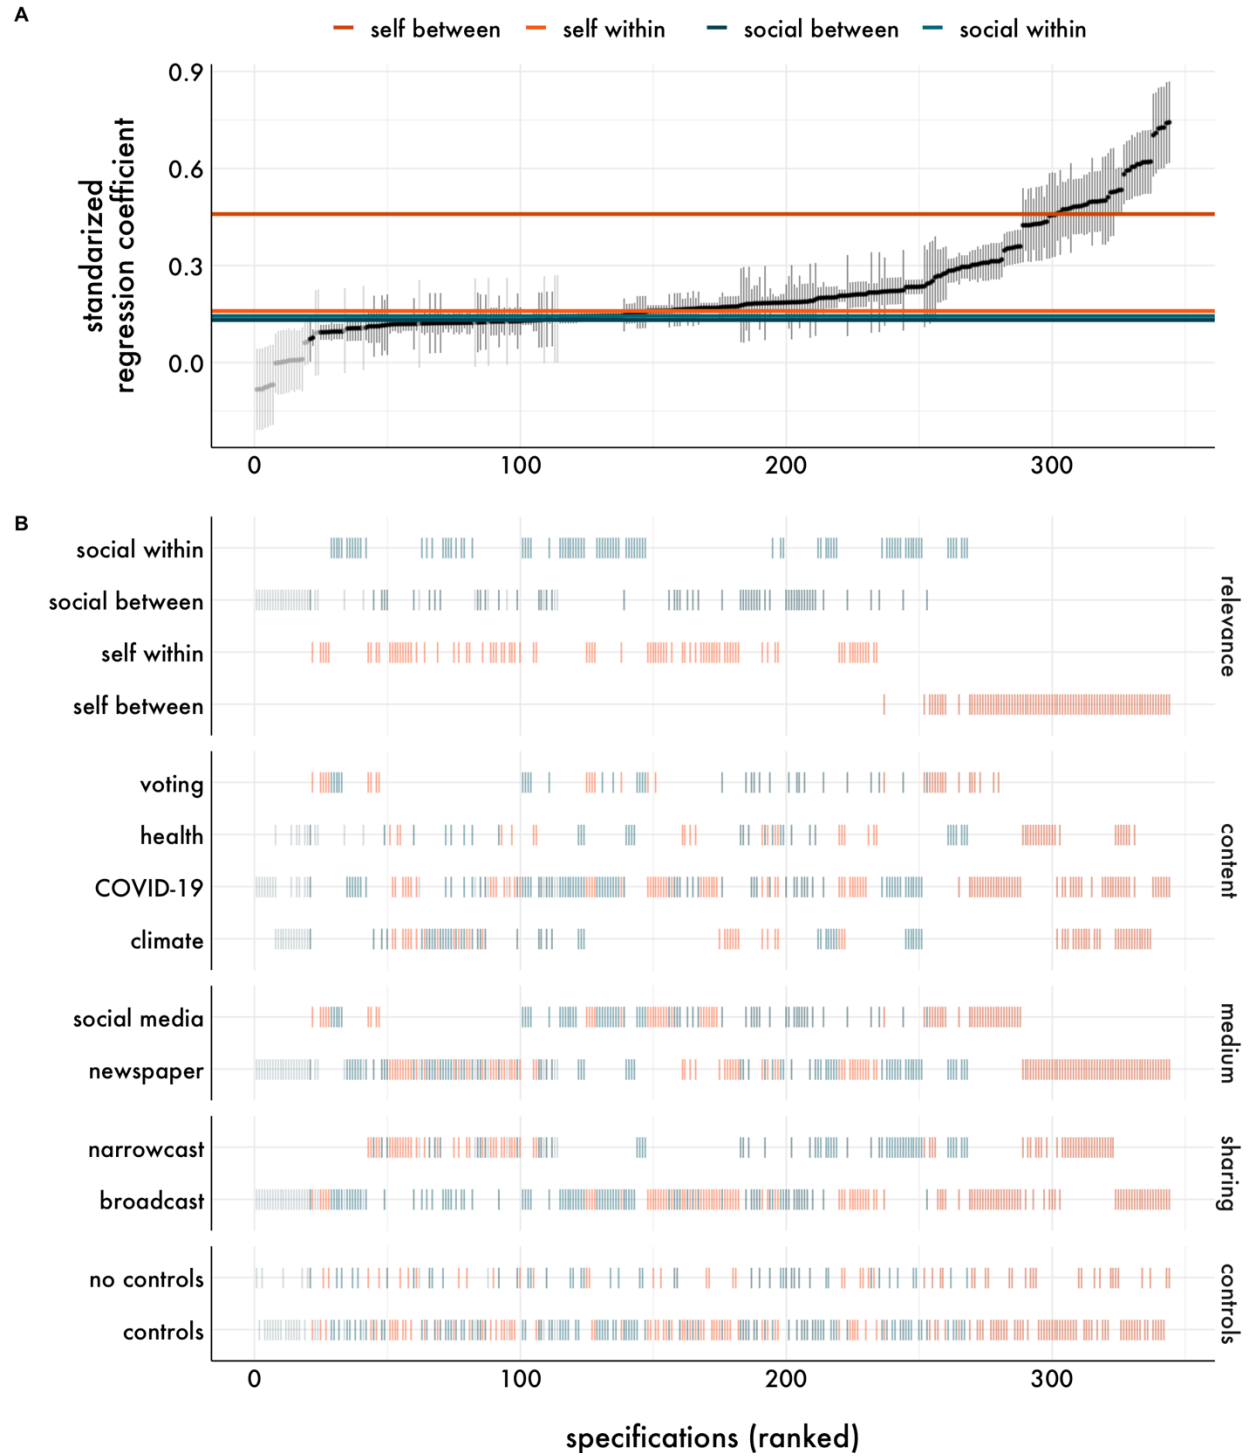 A
self between self within social between social within
standarized
regression coefficient
0.9
0.6
0.3
0.0
0 100 200 300
B
social within
social between
self within
self between
relevance
voting
health
COVID-19
climate
content
social media
newspaper
medium
narrowcast
broadcast
sharing
no controls
controls
controls
0 100 200 300
specifications (ranked)